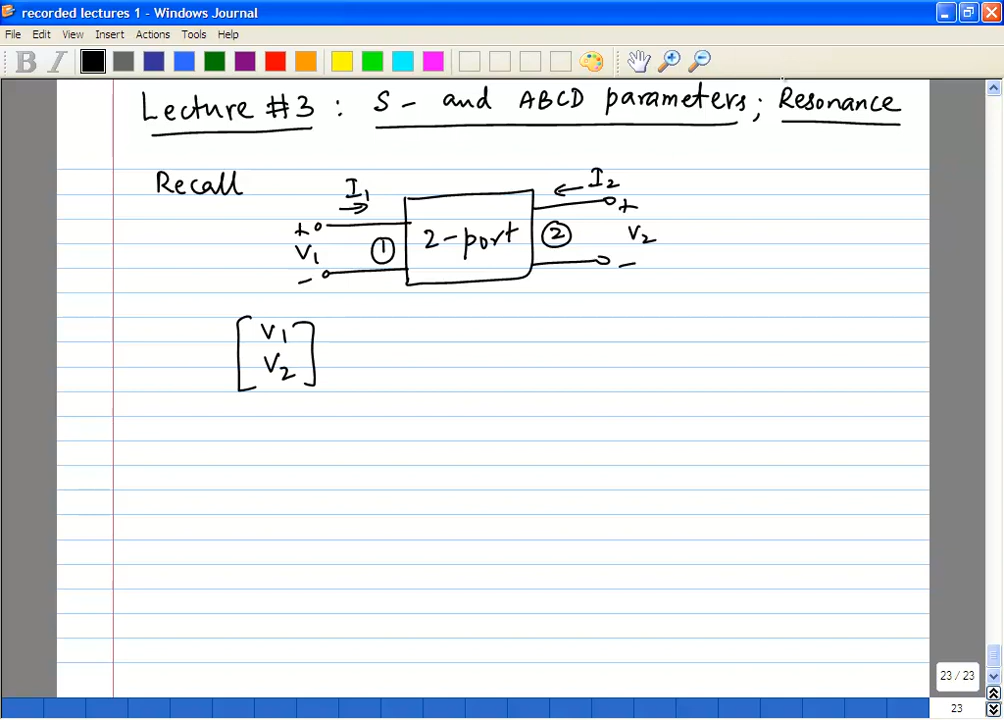 recorded lectures 1 - Windows Journal
File Edit View Insert Actions Tools Help
B I
Lecture #3 : S - and ABCD parameters; Resonance
Recall
I1 I2
+ V1 - ① 2-port ② + V2 -
V1
V2
23 / 23
23